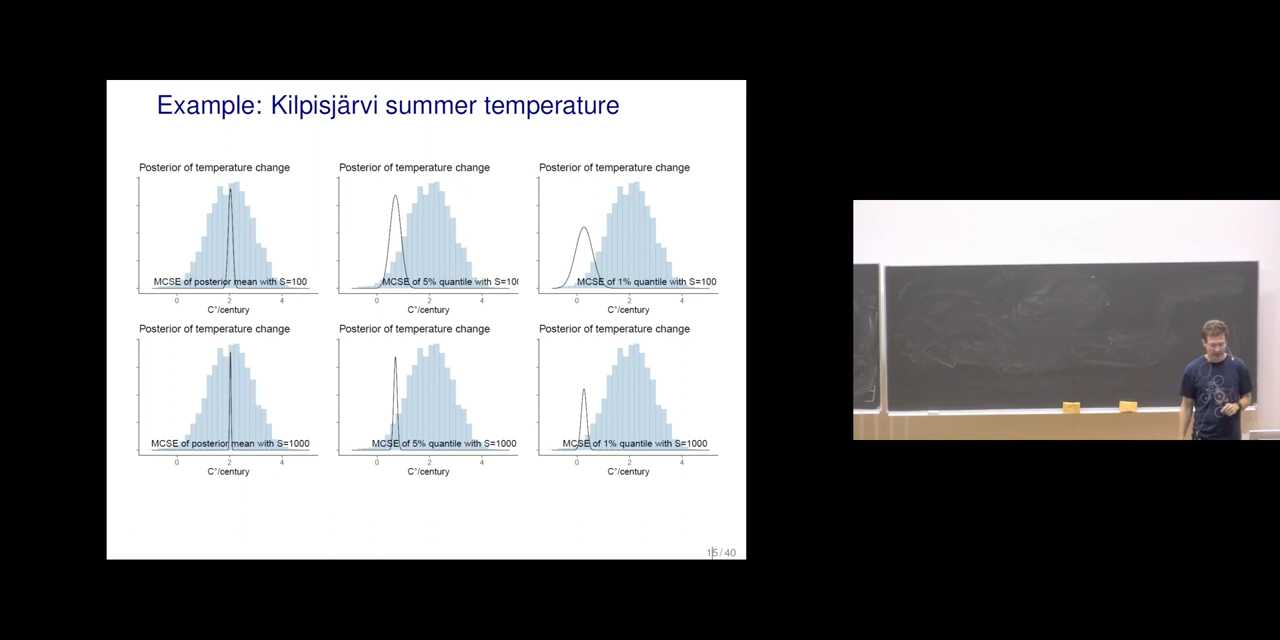 Example: Kilpisjärvi summer temperature
Posterior of temperature change
MCSE of posterior mean with S=100
0 2 4
C°/century
Posterior of temperature change
MCSE of 5% quantile with S=100
0 2 4
C°/century
Posterior of temperature change
MCSE of 1% quantile with S=100
0 2 4
C°/century
Posterior of temperature change
MCSE of posterior mean with S=1000
0 2 4
C°/century
Posterior of temperature change
MCSE of 5% quantile with S=1000
0 2 4
C°/century
Posterior of temperature change
MCSE of 1% quantile with S=1000
0 2 4
C°/century
15 / 40